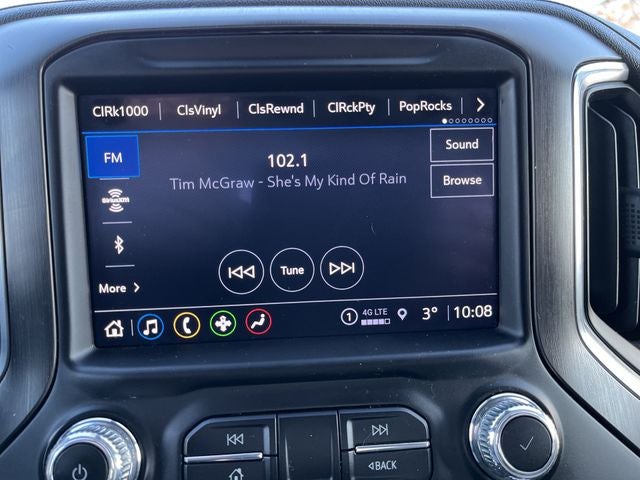 ClRk1000 ClsVinyl ClsRewnd ClRckPty PopRocks
FM
102.1
Tim McGraw - She's My Kind Of Rain
Sound
Browse
SiriusXM
Tune
More
1 4G LTE 3° 10:08
BACK